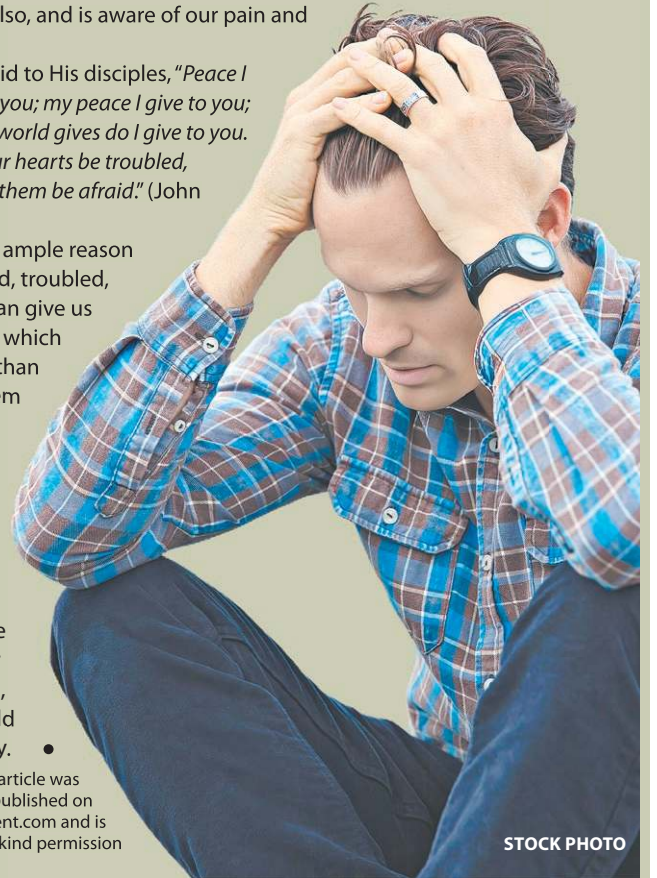 lso, and is aware of our pain and
id to His disciples, “Peace I
you; my peace I give to you;
world gives do I give to you.
ur hearts be troubled,
them be afraid.” (John
ample reason
d, troubled,
an give us
which
than
em
e
,
ld
y. ●
article was
ublished on
ent.com and is
kind permission
STOCK PHOTO